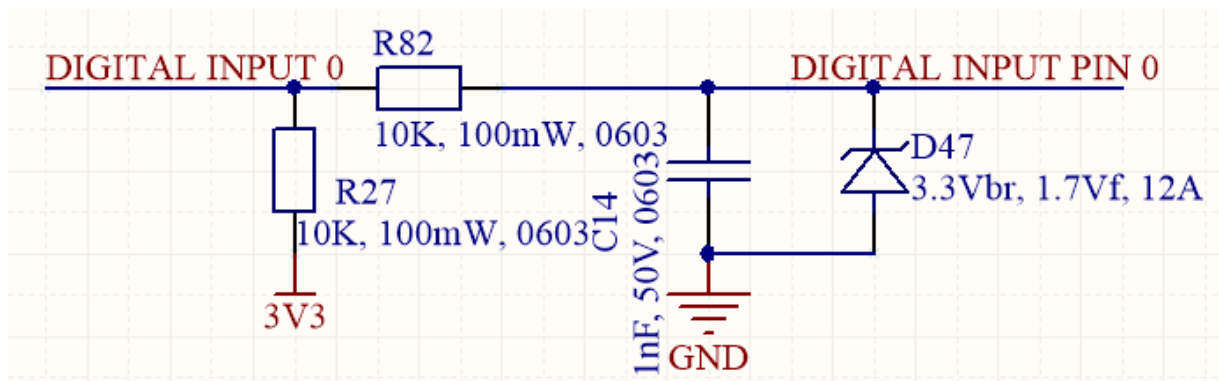 R82
DIGITAL INPUT 0
DIGITAL INPUT PIN 0
10K, 100mW, 0603
D47
3.3Vbr, 1.7Vf, 12A
R27
10K, 100mW, 0603
C14
1nF, 50V, 0603
3V3
GND